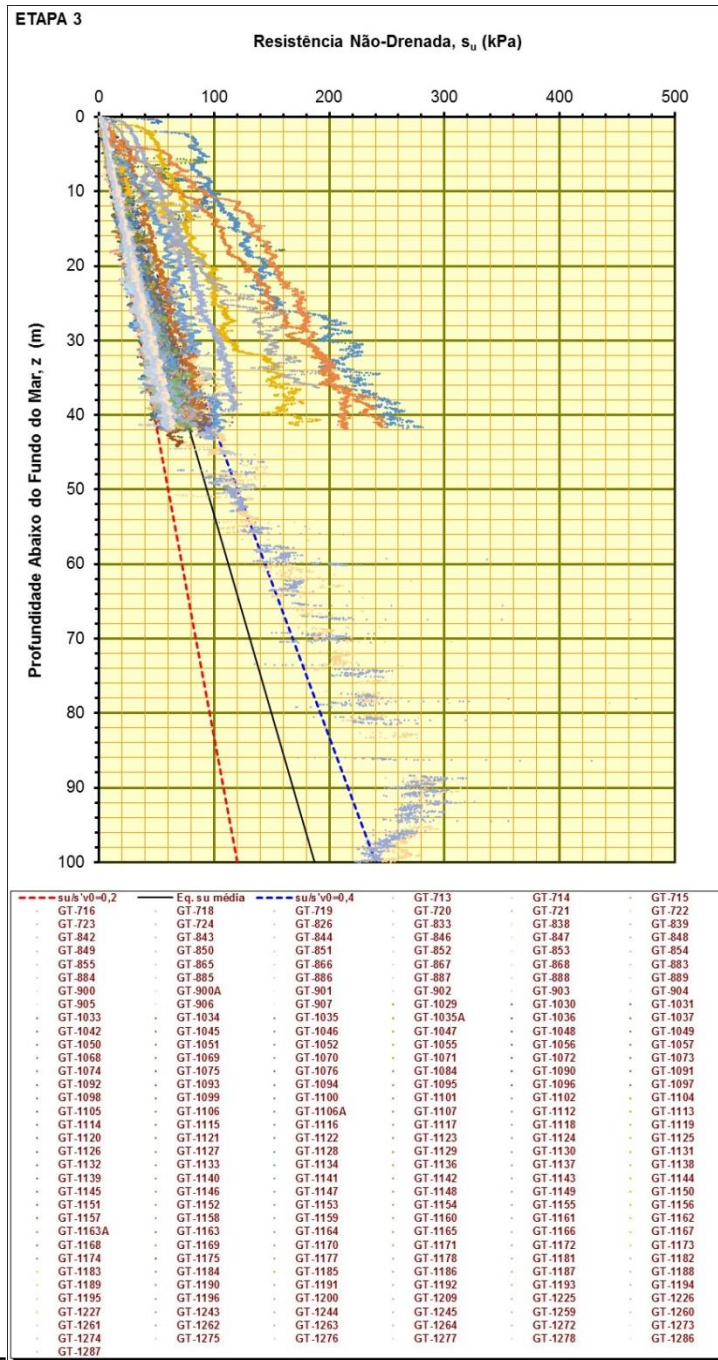 ETAPA 3
Resistência Não-Drenada, su (kPa)
0 100 200 300 400 500
0
10
20
30
40
50
60
70
80
90
100
Profundidade Abaixo do Fundo do Mar, z (m)
su/s'v0=0,2 Eq. su média su/s'v0=0,4 GT-713 GT-714 GT-715
GT-716 GT-718 GT-719 GT-720 GT-721 GT-722
GT-723 GT-724 GT-826 GT-833 GT-838 GT-839
GT-842 GT-843 GT-844 GT-846 GT-847 GT-848
GT-849 GT-850 GT-851 GT-852 GT-853 GT-854
GT-855 GT-865 GT-866 GT-867 GT-868 GT-883
GT-884 GT-885 GT-886 GT-887 GT-888 GT-889
GT-900 GT-900A GT-901 GT-902 GT-903 GT-904
GT-905 GT-906 GT-907 GT-1029 GT-1030 GT-1031
GT-1033 GT-1034 GT-1035 GT-1035A GT-1036 GT-1037
GT-1042 GT-1045 GT-1046 GT-1047 GT-1048 GT-1049
GT-1050 GT-1051 GT-1052 GT-1055 GT-1056 GT-1057
GT-1068 GT-1069 GT-1070 GT-1071 GT-1072 GT-1073
GT-1074 GT-1075 GT-1076 GT-1084 GT-1090 GT-1091
GT-1092 GT-1093 GT-1094 GT-1095 GT-1096 GT-1097
GT-1098 GT-1099 GT-1100 GT-1101 GT-1102 GT-1104
GT-1105 GT-1106 GT-1106A GT-1107 GT-1112 GT-1113
GT-1114 GT-1115 GT-1116 GT-1117 GT-1118 GT-1119
GT-1120 GT-1121 GT-1122 GT-1123 GT-1124 GT-1125
GT-1126 GT-1127 GT-1128 GT-1129 GT-1130 GT-1131
GT-1132 GT-1133 GT-1134 GT-1136 GT-1137 GT-1138
GT-1139 GT-1140 GT-1141 GT-1142 GT-1143 GT-1144
GT-1145 GT-1146 GT-1147 GT-1148 GT-1149 GT-1150
GT-1151 GT-1152 GT-1153 GT-1154 GT-1155 GT-1156
GT-1157 GT-1158 GT-1159 GT-1160 GT-1161 GT-1162
GT-1163A GT-1163 GT-1164 GT-1165 GT-1166 GT-1167
GT-1168 GT-1169 GT-1170 GT-1171 GT-1172 GT-1173
GT-1174 GT-1175 GT-1177 GT-1178 GT-1181 GT-1182
GT-1183 GT-1184 GT-1185 GT-1186 GT-1187 GT-1188
GT-1189 GT-1190 GT-1191 GT-1192 GT-1193 GT-1194
GT-1195 GT-1196 GT-1200 GT-1209 GT-1225 GT-1226
GT-1227 GT-1243 GT-1244 GT-1245 GT-1259 GT-1260
GT-1261 GT-1262 GT-1263 GT-1264 GT-1272 GT-1273
GT-1274 GT-1275 GT-1276 GT-1277 GT-1278 GT-1286
GT-1287